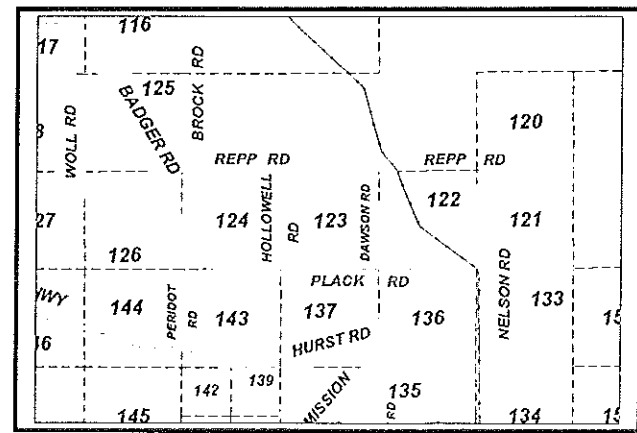 116
17
125
BROCK RD
BADGER RD
WOLL RD
120
REPP RD
REPP RD
122
27
124
HOLLOWELL RD
123
DAWSON RD
121
126
PLACK RD
NELSON RD
144
PERIDOT RD
143
137
136
133
HURST RD
142
139
MISSION RD
135
145
134